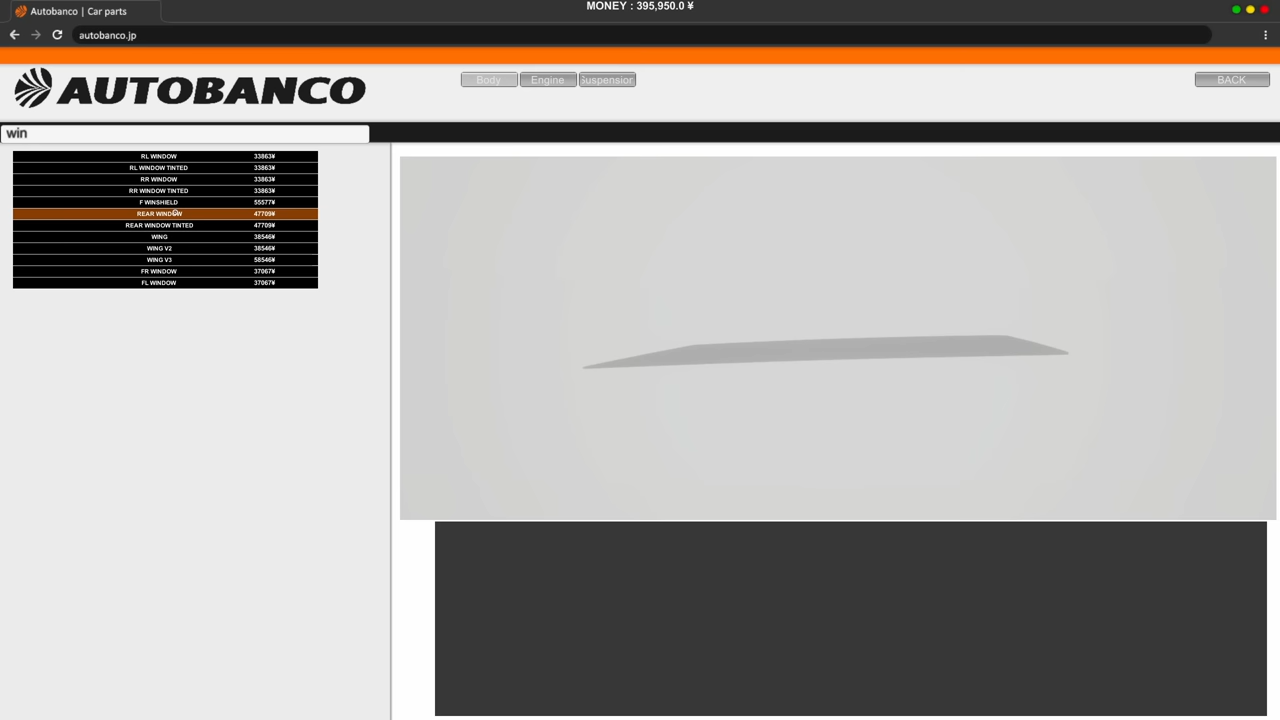 MONEY : 395,950.0 ¥
Autobanco | Car parts
autobanco.jp
AUTOBANCO
Body Engine Suspension BACK
win
RL WINDOW 33863¥
RL WINDOW TINTED 33863¥
RR WINDOW 33863¥
RR WINDOW TINTED 33863¥
F WINSHIELD 55577¥
REAR WINDOW 47709¥
REAR WINDOW TINTED 47709¥
WING 38546¥
WING V2 38546¥
WING V3 58546¥
FR WINDOW 37067¥
FL WINDOW 37067¥